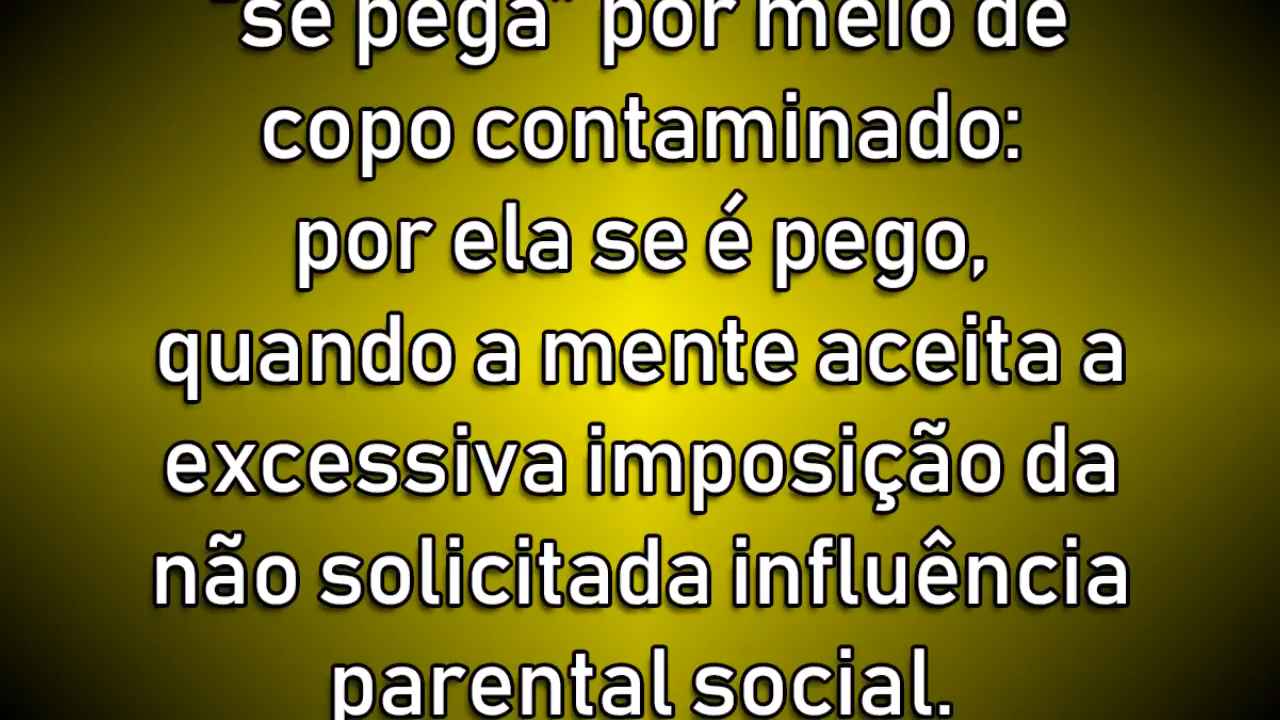 "se pega" por meio de
copo contaminado:
por ela se é pego,
quando a mente aceita a
excessiva imposição da
não solicitada influência
parental social.